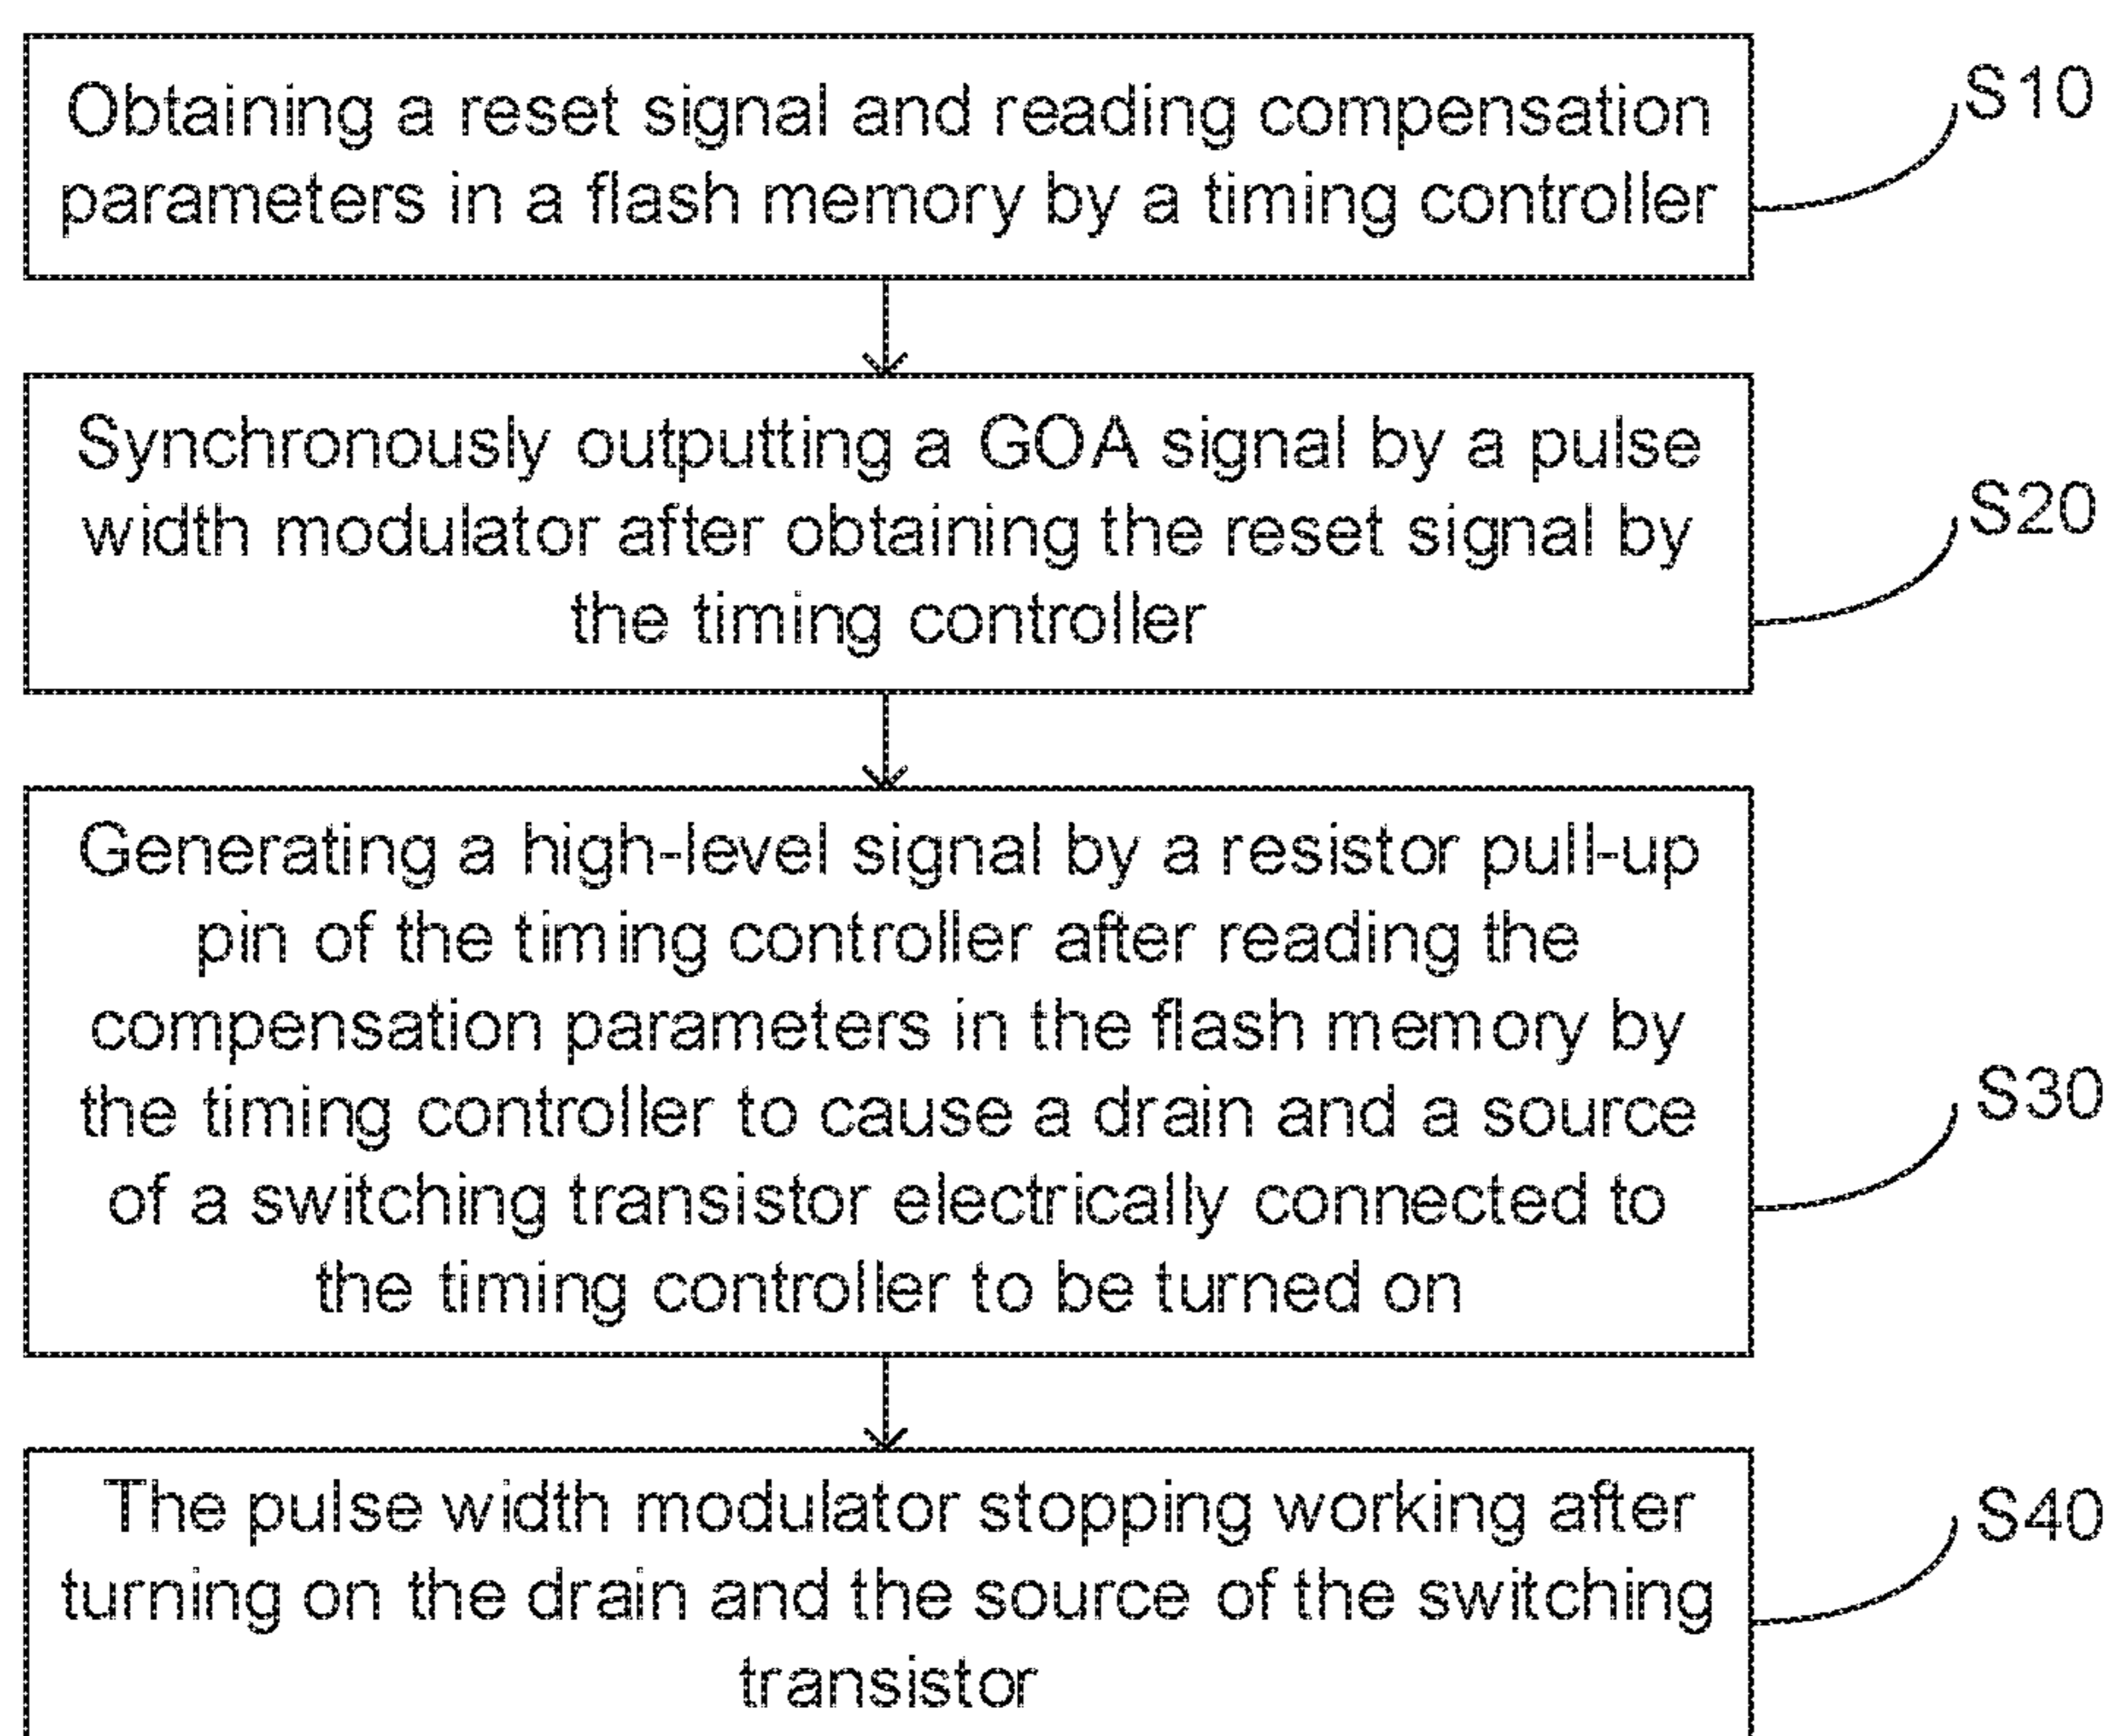 Obtaining a reset signal and reading compensation
parameters in a flash memory by a timing controller
S10
Synchronously outputting a GOA signal by a pulse
width modulator after obtaining the reset signal by
the timing controller
S20
Generating a high-level signal by a resistor pull-up
pin of the timing controller after reading the
compensation parameters in the flash memory by
the timing controller to cause a drain and a source
of a switching transistor electrically connected to
the timing controller to be turned on
S30
The pulse width modulator stopping working after
turning on the drain and the source of the switching
transistor
S40